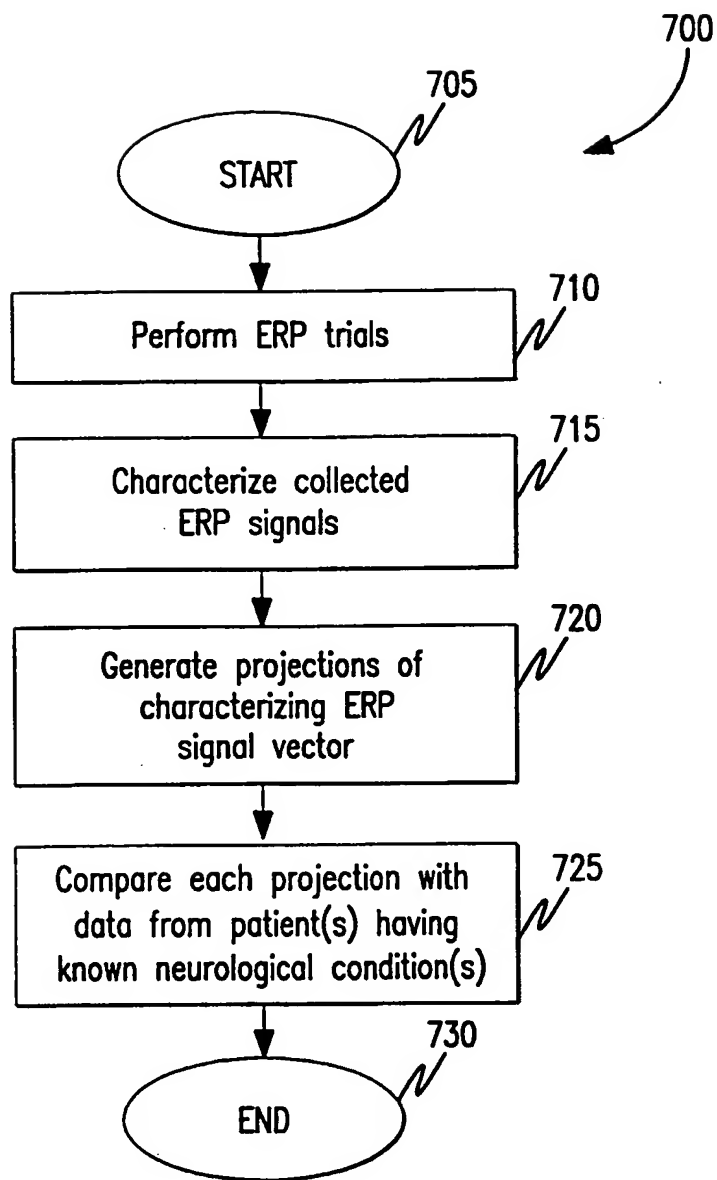 700
705
START
710
Perform ERP trials
715
Characterize collected
ERP signals
720
Generate projections of
characterizing ERP
signal vector
725
Compare each projection with
data from patient(s) having
known neurological condition(s)
730
END